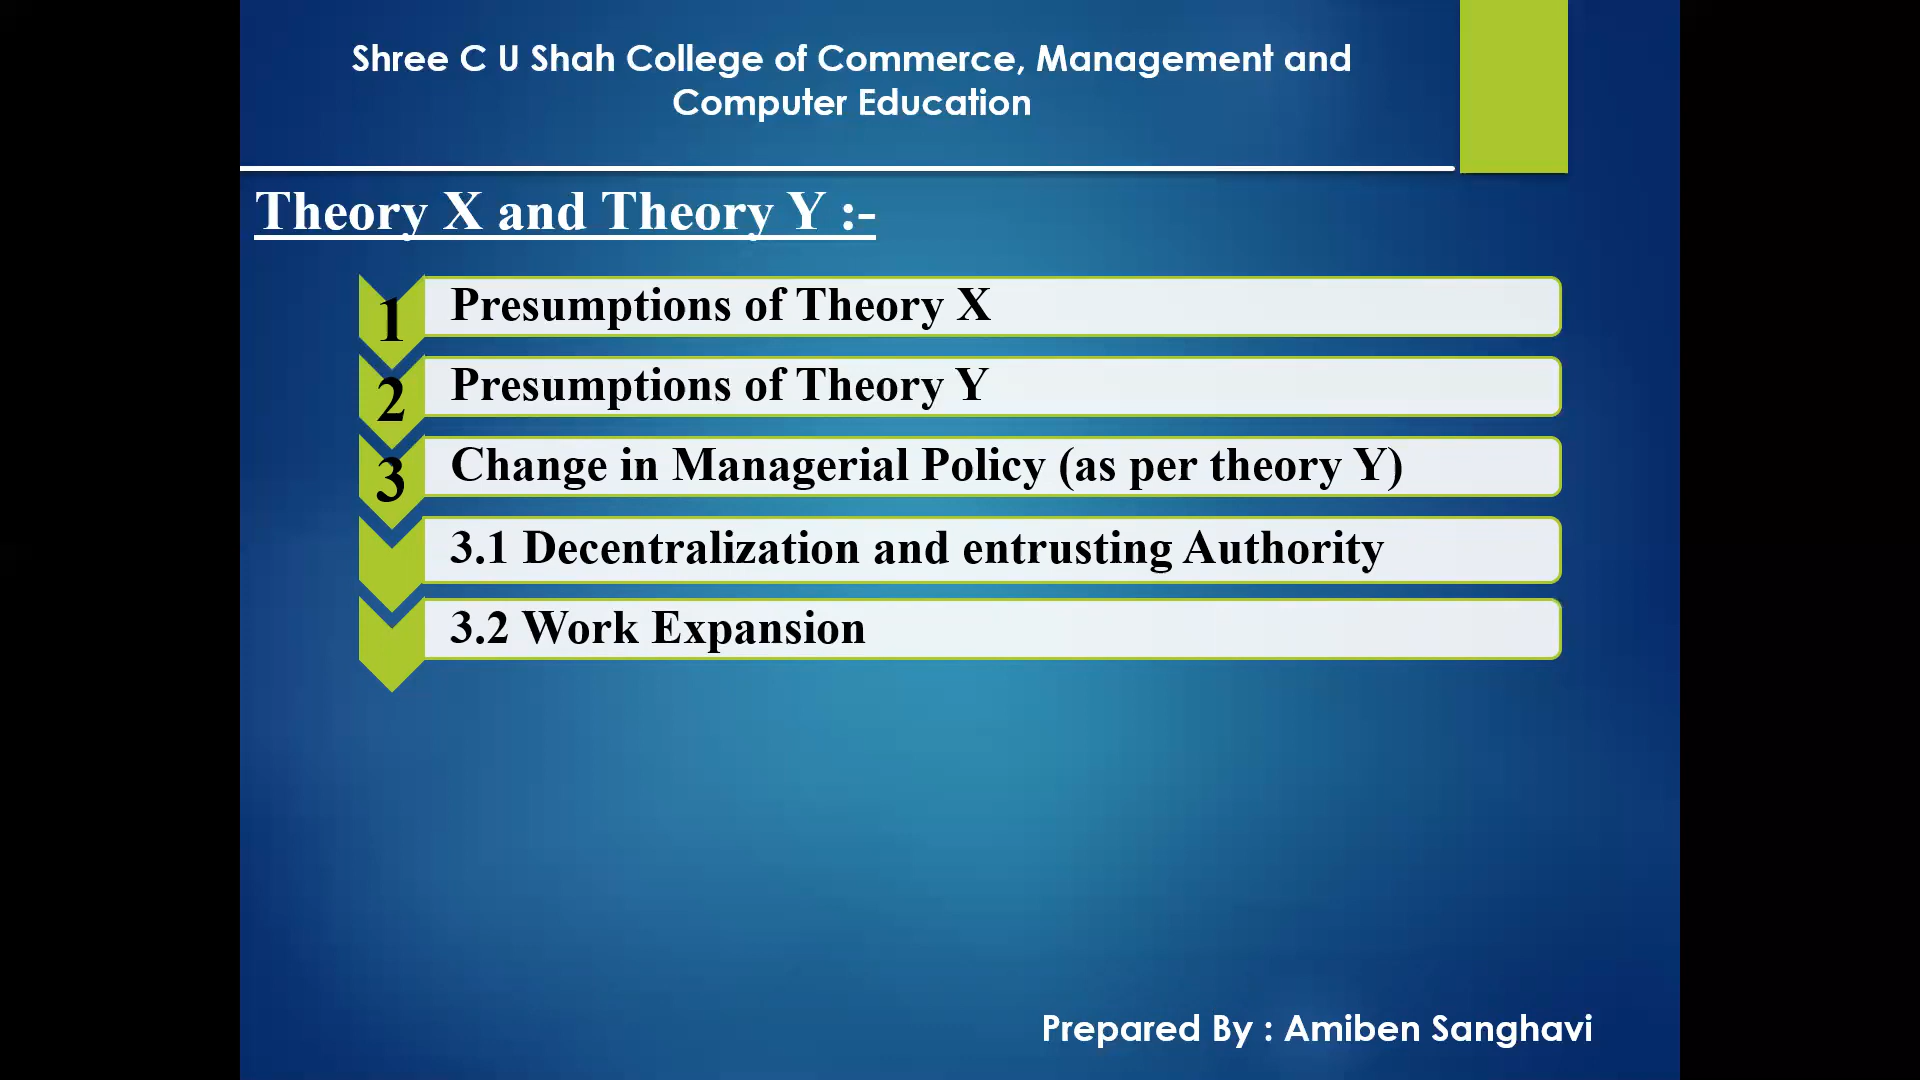 Shree C U Shah College of Commerce, Management and
Computer Education
Theory X and Theory Y :-
1 Presumptions of Theory X
2 Presumptions of Theory Y
3 Change in Managerial Policy (as per theory Y)
3.1 Decentralization and entrusting Authority
3.2 Work Expansion
Prepared By : Amiben Sanghavi